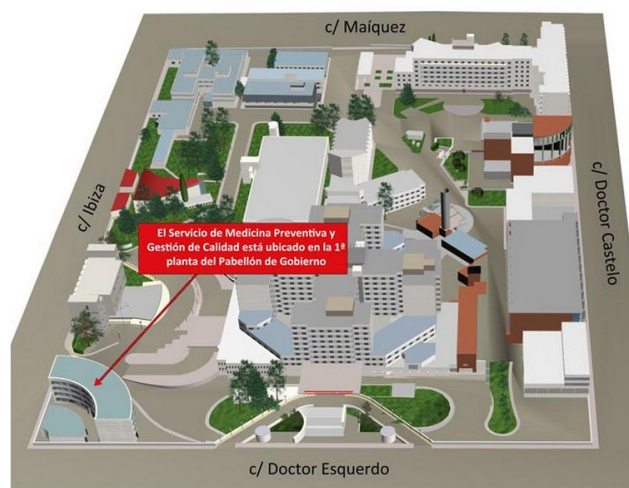 c/ Maíquez
c/ Ibiza
c/ Doctor Castelo
El Servicio de Medicina Preventiva y
Gestión de Calidad está ubicado en la 1ª
planta del Pabellón de Gobierno
c/ Doctor Esquerdo